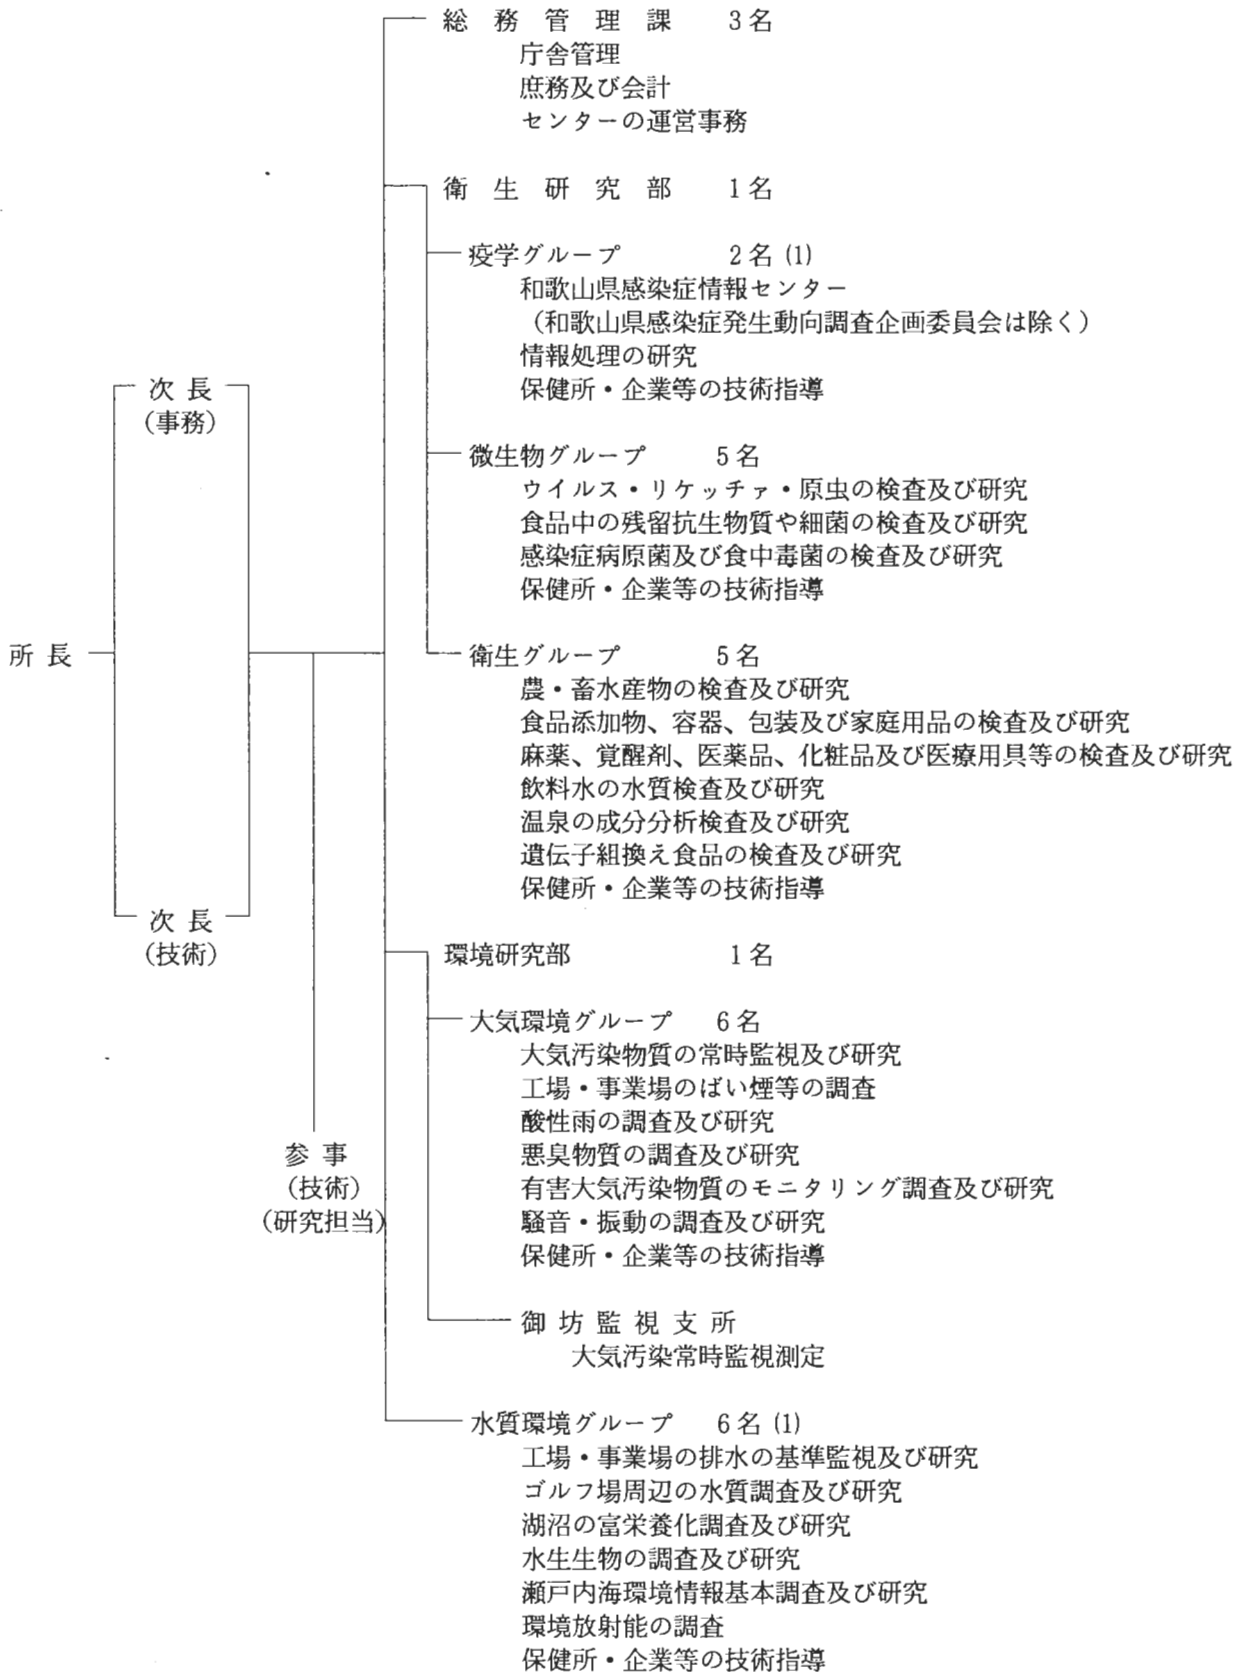 総務管理課 3名
庁舎管理
庶務及び会計
センターの運営事務
衛生研究部 1名
疫学グループ 2名 (1)
和歌山県感染症情報センター
（和歌山県感染症発生動向調査企画委員会は除く）
情報処理の研究
保健所・企業等の技術指導
次長
（事務）
微生物グループ 5名
ウイルス・リケッチァ・原虫の検査及び研究
食品中の残留抗生物質や細菌の検査及び研究
感染症病原菌及び食中毒菌の検査及び研究
保健所・企業等の技術指導
所長
衛生グループ 5名
農・畜水産物の検査及び研究
食品添加物、容器、包装及び家庭用品の検査及び研究
麻薬、覚醒剤、医薬品、化粧品及び医療用具等の検査及び研究
飲料水の水質検査及び研究
温泉の成分分析検査及び研究
遺伝子組換え食品の検査及び研究
保健所・企業等の技術指導
次長
（技術）
環境研究部 1名
大気環境グループ 6名
大気汚染物質の常時監視及び研究
工場・事業場のばい煙等の調査
酸性雨の調査及び研究
悪臭物質の調査及び研究
有害大気汚染物質のモニタリング調査及び研究
騒音・振動の調査及び研究
保健所・企業等の技術指導
参事
（技術）
（研究担当）
御坊監視支所
大気汚染常時監視測定
水質環境グループ 6名 (1)
工場・事業場の排水の基準監視及び研究
ゴルフ場周辺の水質調査及び研究
湖沼の富栄養化調査及び研究
水生生物の調査及び研究
瀬戸内海環境情報基本調査及び研究
環境放射能の調査
保健所・企業等の技術指導